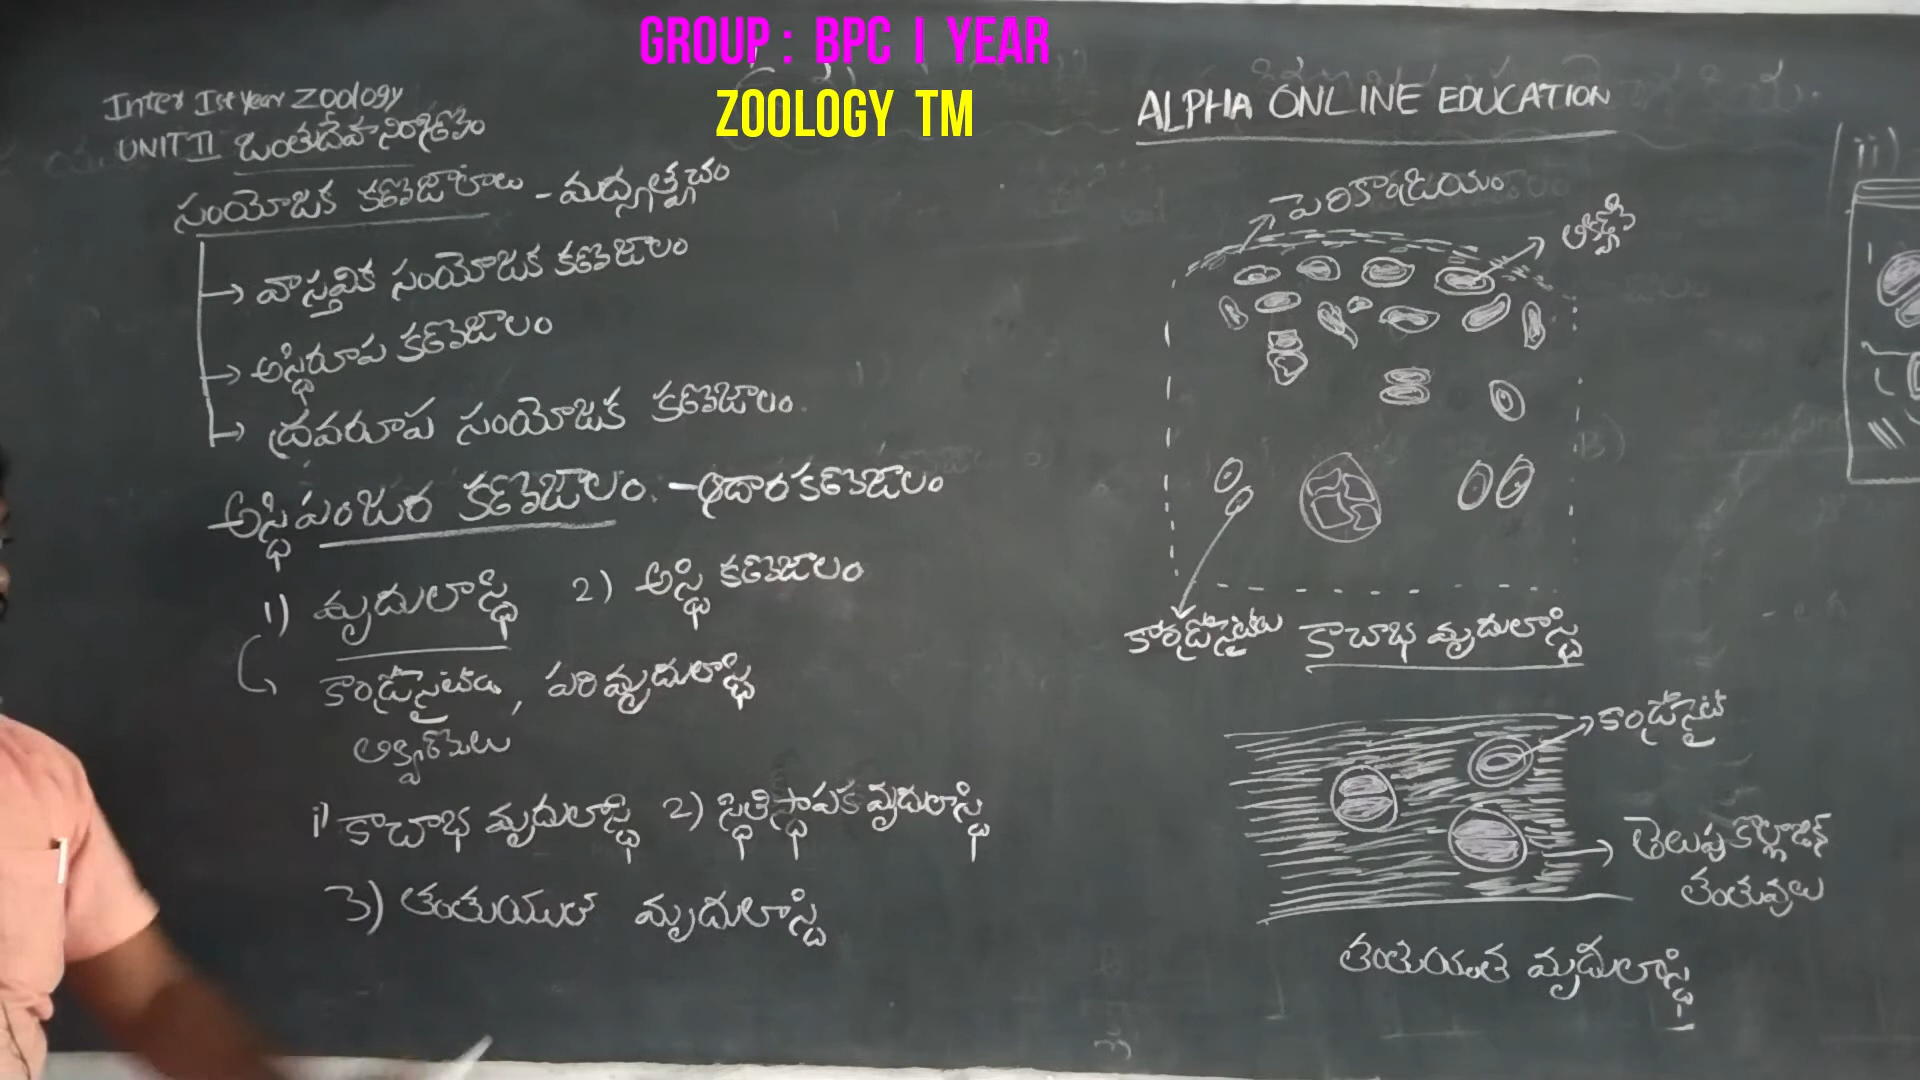 GROUP : BPC I YEAR
ZOOLOGY TM
Inter Ist year Zoology
UNIT II జంతుదేహ నిర్మాణం
సంయోజక కణజాలాలు - మధ్యత్వచం
→ వాస్తవిక సంయోజక కణజాలం
→ అస్థిరూప కణజాలం
→ ద్రవరూప సంయోజక కణజాలం.
అస్థిపంజర కణజాలం. - ఆధార కణజాలం
1) మృదులాస్థి 2) అస్థి కణజాలం
కాండ్రోసైటులు, పరిమృదులాస్థి
i) కాచాభ మృదులాస్థి 2) స్థితిస్థాపక మృదులాస్థి
3) తంతుయుత మృదులాస్థి
ALPHA ONLINE EDUCATION
పెరికాండ్రియం
కాండ్రోసైటులు
కాచాభ మృదులాస్థి
కాండ్రోసైట్
తెలుపు కొల్లాజన్
తంతువులు
తంతుయుత మృదులాస్థి
ii)